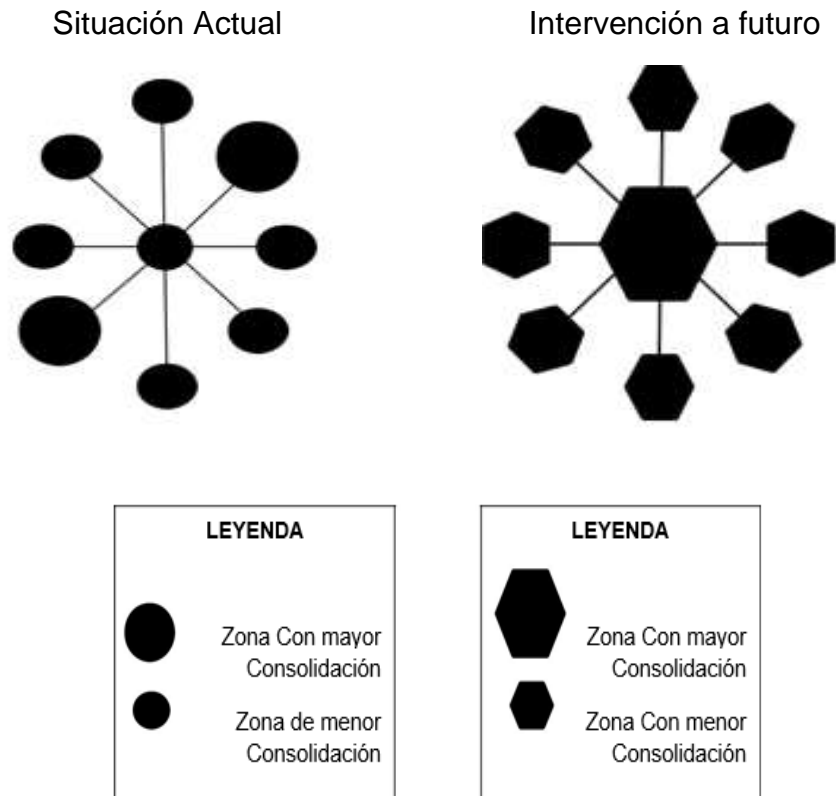 Situación Actual
Intervención a futuro
LEYENDA
Zona Con mayor
Consolidación
Zona de menor
Consolidación
LEYENDA
Zona Con mayor
Consolidación
Zona Con menor
Consolidación